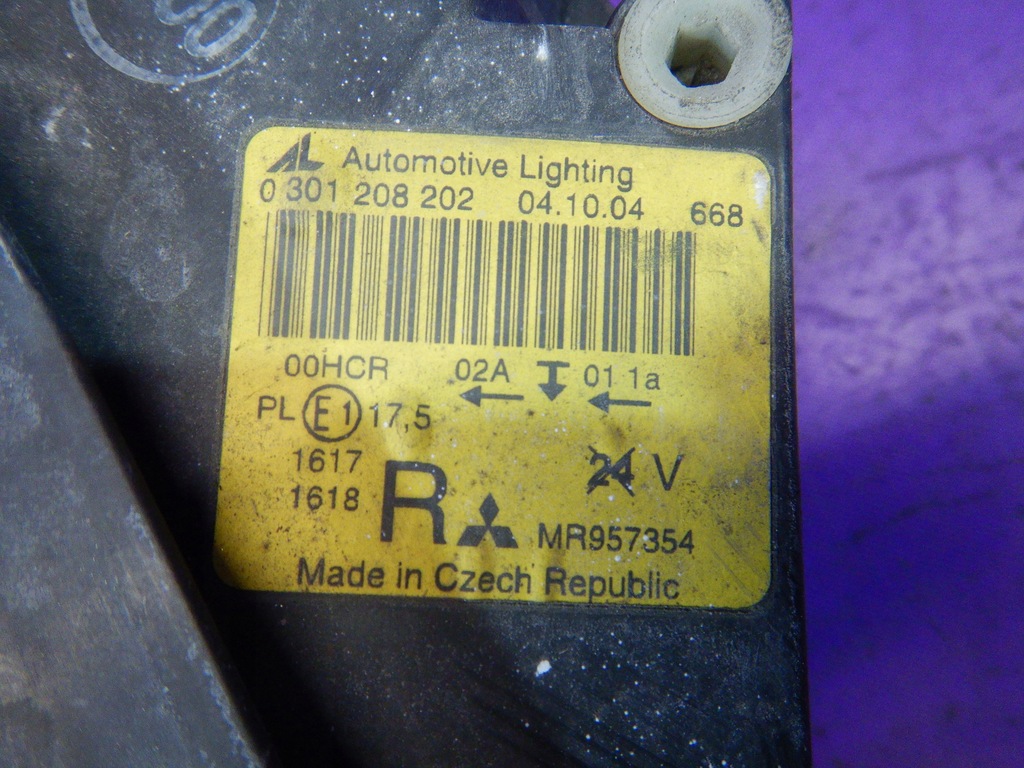 AL Automotive Lighting
0 301 208 202 04.10.04 668
00HCR 02A 01 1a
PL E1 17,5
1617
1618
R 24 V
MR957354
Made in Czech Republic